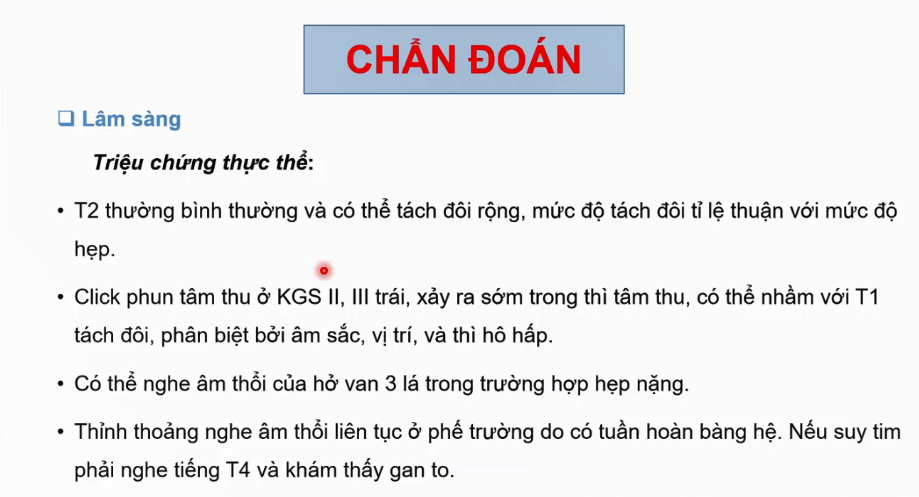 CHẨN ĐOÁN
❑ Lâm sàng
Triệu chứng thực thể:
• T2 thường bình thường và có thể tách đôi rộng, mức độ tách đôi tỉ lệ thuận với mức độ
hẹp.
• Click phun tâm thu ở KGS II, III trái, xảy ra sớm trong thì tâm thu, có thể nhầm với T1
tách đôi, phân biệt bởi âm sắc, vị trí, và thì hô hấp.
• Có thể nghe âm thổi của hở van 3 lá trong trường hợp hẹp nặng.
• Thỉnh thoảng nghe âm thổi liên tục ở phế trường do có tuần hoàn bàng hệ. Nếu suy tim
phải nghe tiếng T4 và khám thấy gan to.